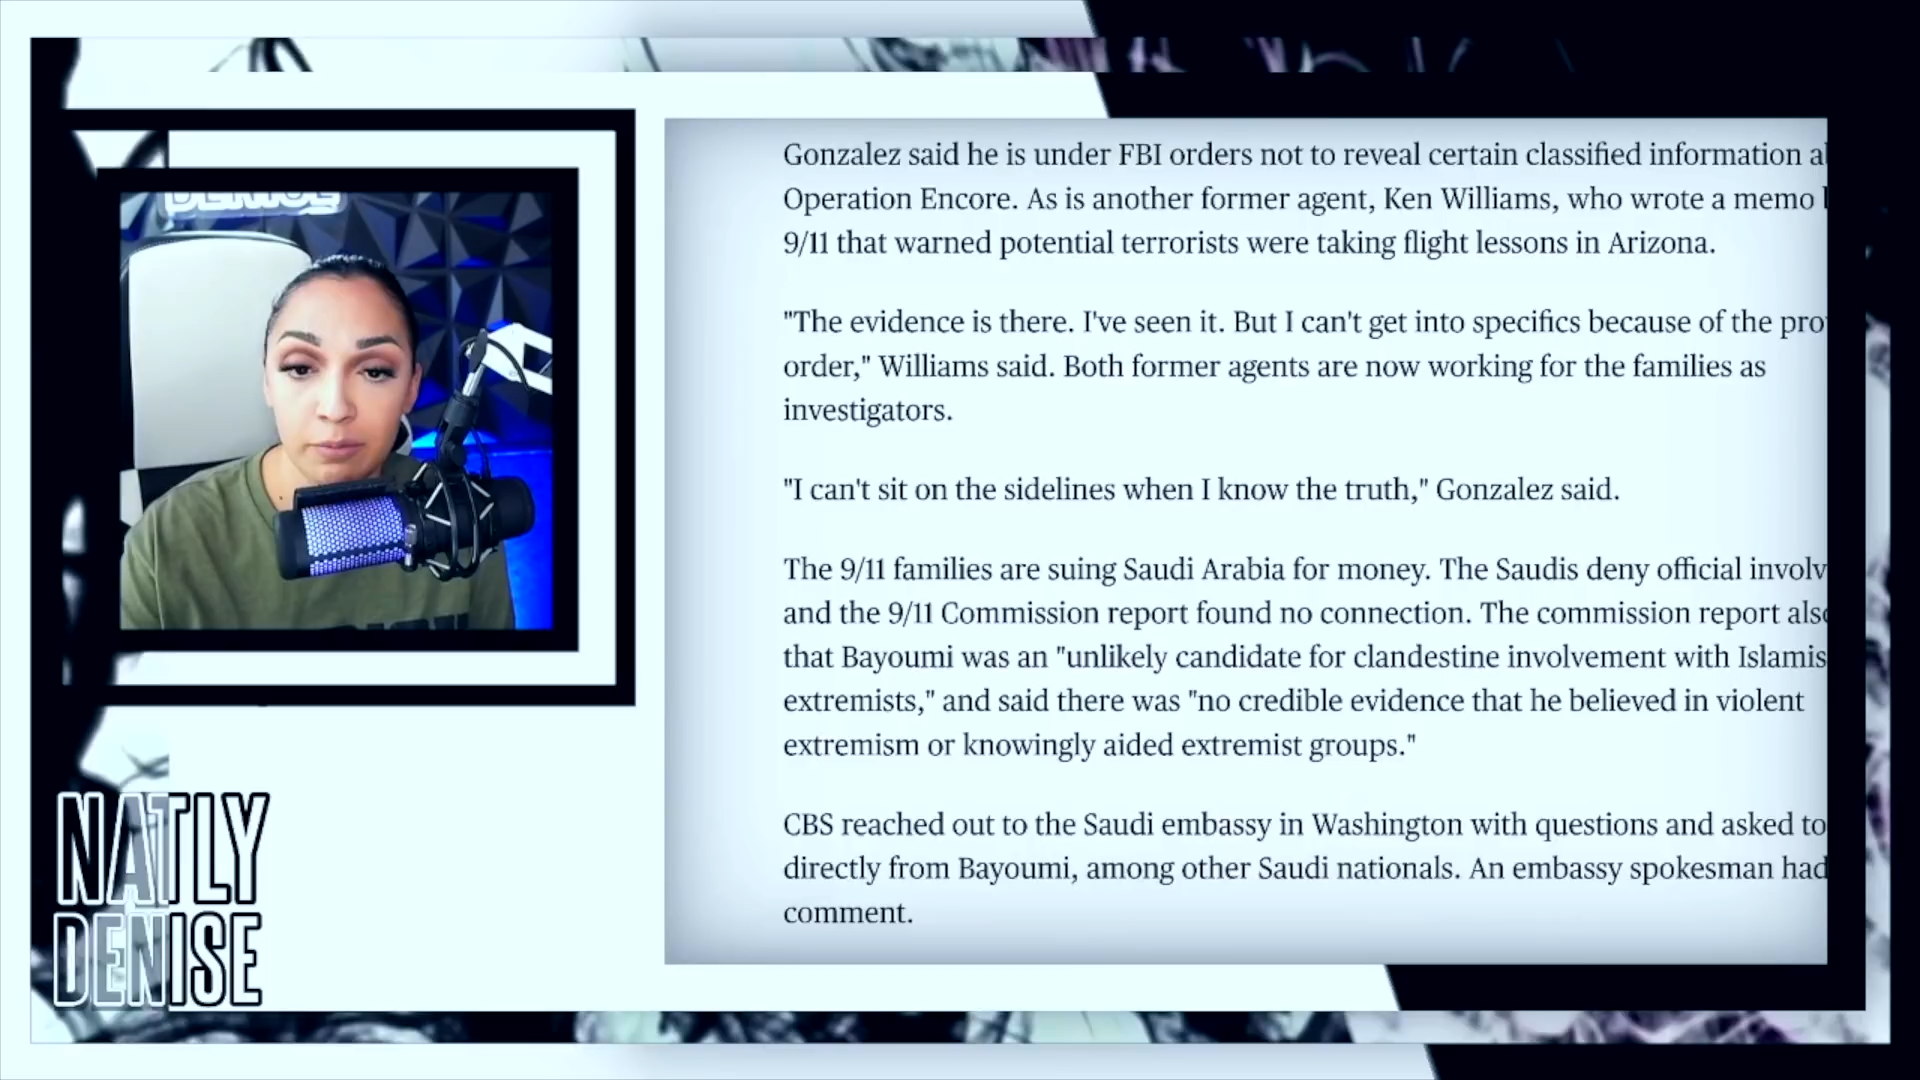 DENISE
Gonzalez said he is under FBI orders not to reveal certain classified information
Operation Encore. As is another former agent, Ken Williams, who wrote a memo
9/11 that warned potential terrorists were taking flight lessons in Arizona.
"The evidence is there. I've seen it. But I can't get into specifics because of the
order," Williams said. Both former agents are now working for the families as
investigators.
"I can't sit on the sidelines when I know the truth," Gonzalez said.
The 9/11 families are suing Saudi Arabia for money. The Saudis deny official
and the 9/11 Commission report found no connection. The commission report
that Bayoumi was an "unlikely candidate for clandestine involvement with
extremists," and said there was "no credible evidence that he believed in violent
extremism or knowingly aided extremist groups."
CBS reached out to the Saudi embassy in Washington with questions and asked to
directly from Bayoumi, among other Saudi nationals. An embassy spokesman had
comment.
NATLY
DENISE